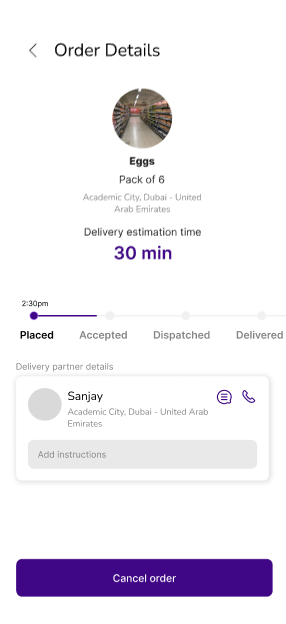 Order Details
Eggs
Pack of 6
Academic City, Dubai - United
Arab Emirates
Delivery estimation time
30 min
2:30pm
Placed Accepted Dispatched Delivered
Delivery partner details
Sanjay
Academic City, Dubai - United Arab
Emirates
Add instructions
Cancel order